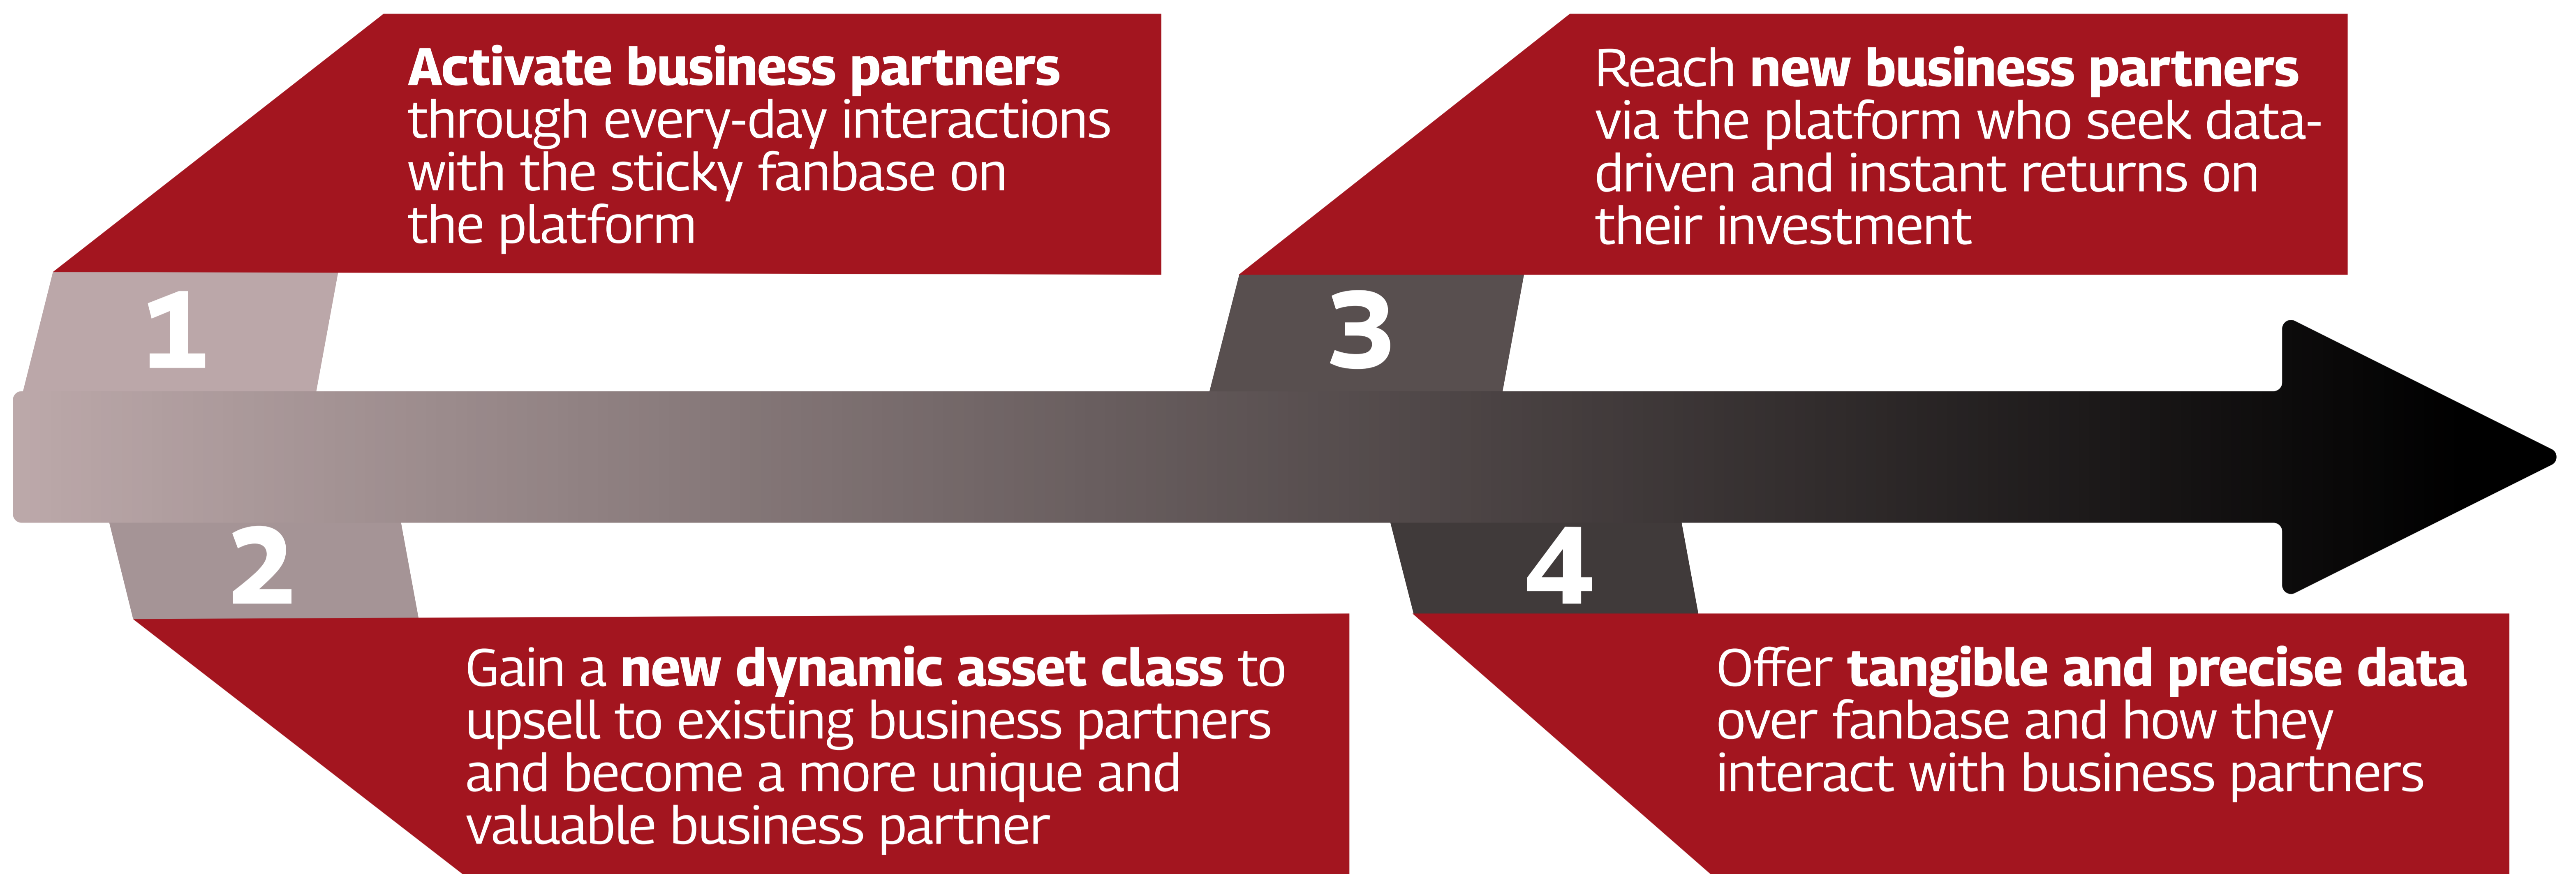 Activate business partners
through every-day interactions
with the sticky fanbase on
the platform
1
2
Gain a new dynamic asset class to
upsell to existing business partners
and become a more unique and
valuable business partner
Reach new business partners
via the platform who seek data-
driven and instant returns on
their investment
3
4
Offer tangible and precise data
over fanbase and how they
interact with business partners